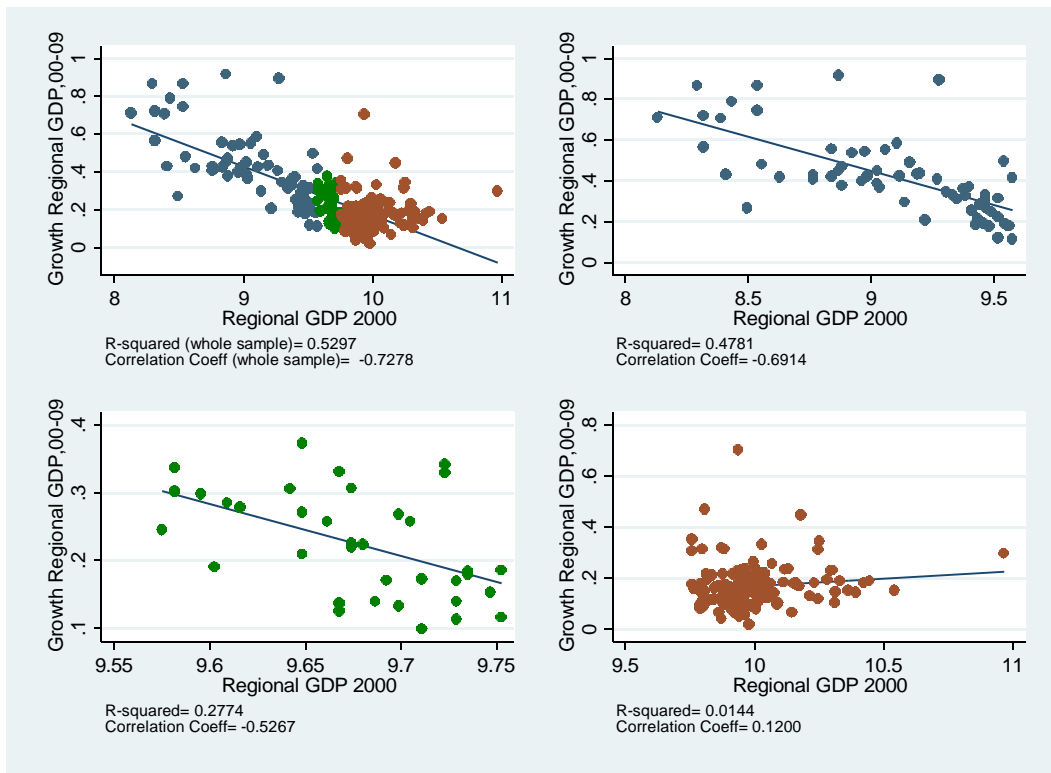 Growth Regional GDP,00-09
1
.8
.6
.4
.2
0
8
9
10
11
Regional GDP 2000
R-squared (whole sample)= 0.5297
Correlation Coeff (whole sample)=  -0.7278
Growth Regional GDP,00-09
1
.8
.6
.4
.2
0
8
8.5
9
9.5
Regional GDP 2000
R-squared= 0.4781
Correlation Coeff= -0.6914
Growth Regional GDP,00-09
.4
.3
.2
.1
9.55
9.6
9.65
9.7
9.75
Regional GDP 2000
R-squared= 0.2774
Correlation Coeff= -0.5267
Growth Regional GDP,00-09
.8
.6
.4
.2
0
9.5
10
10.5
11
Regional GDP 2000
R-squared= 0.0144
Correlation Coeff= 0.1200